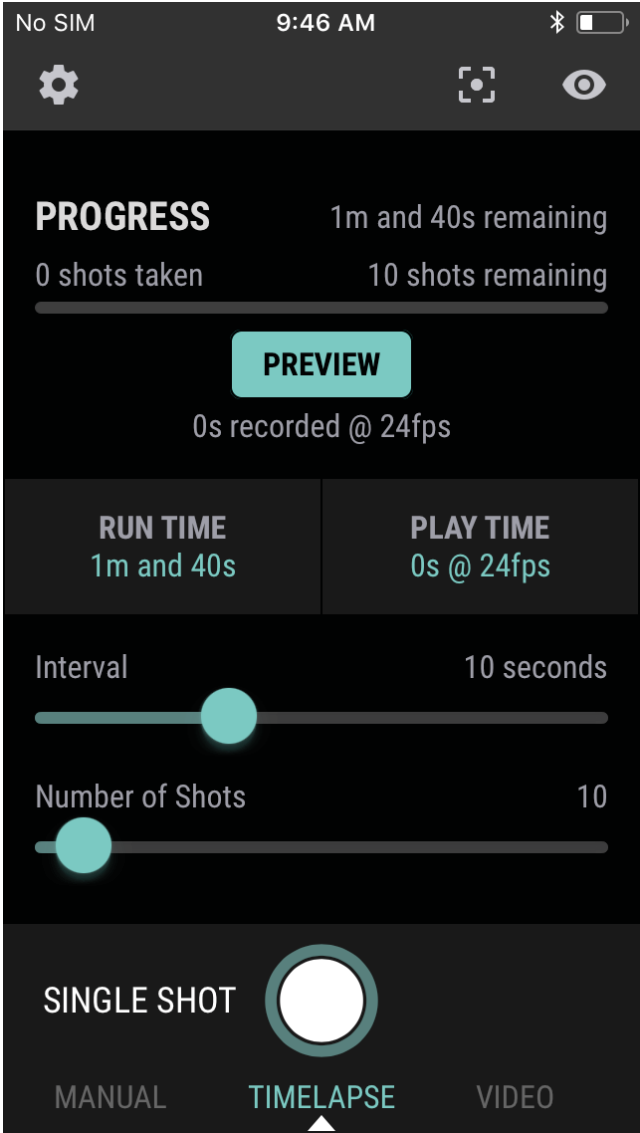 No SIM 9:46 AM
PROGRESS 1m and 40s remaining
0 shots taken 10 shots remaining
PREVIEW
0s recorded @ 24fps
RUN TIME PLAY TIME
1m and 40s 0s @ 24fps
Interval 10 seconds
Number of Shots 10
SINGLE SHOT
MANUAL TIMELAPSE VIDEO